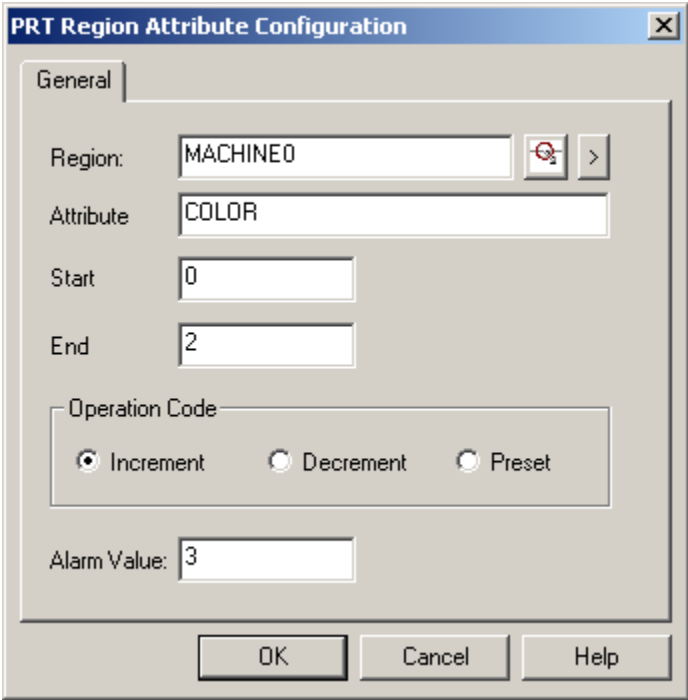 PRT Region Attribute Configuration
General
Region: MACHINE0 >
Attribute COLOR
Start 0
End 2
Operation Code
Increment Decrement Preset
Alarm Value: 3
OK Cancel Help